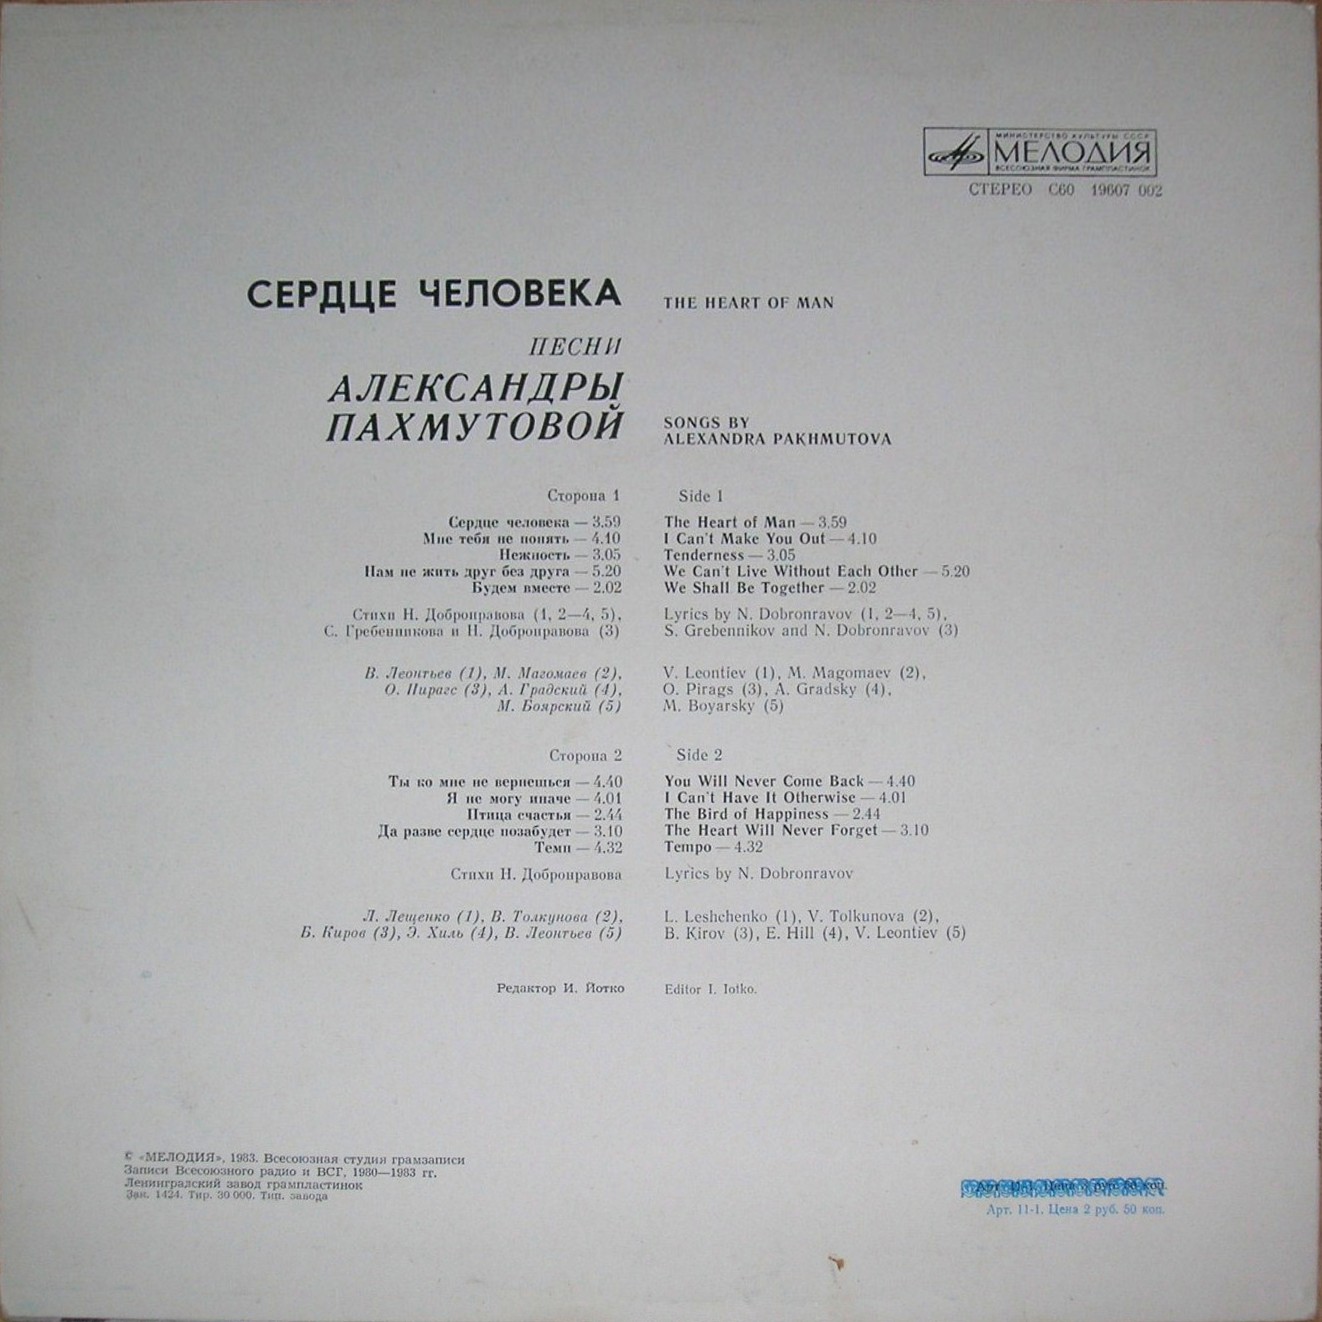 МИНИСТЕРСТВО КУЛЬТУРЫ СССР
МЕЛОДИЯ
ВСЕСОЮЗНАЯ ФИРМА ГРАМПЛАСТИНОК
СТЕРЕО С60 19607 002
СЕРДЦЕ ЧЕЛОВЕКА
ПЕСНИ
АЛЕКСАНДРЫ
ПАХМУТОВОЙ
Сторона 1
Сердце человека — 3.59
Мне тебя не понять — 4.10
Нежность — 3.05
Нам не жить друг без друга — 5.20
Будем вместе — 2.02
Стихи Н. Добронравова (1, 2—4, 5),
С. Гребенникова и Н. Добронравова (3)
В. Леонтьев (1), М. Магомаев (2),
О. Пирагс (3), А. Градский (4),
М. Боярский (5)
Сторона 2
Ты ко мне не вернешься — 4.40
Я не могу иначе — 4.01
Птица счастья — 2.44
Да разве сердце позабудет — 3.10
Темп — 4.32
Стихи Н. Добронравова
Л. Лещенко (1), В. Толкунова (2),
Б. Киров (3), Э. Хиль (4), В. Леонтьев (5)
Редактор И. Йотко
THE HEART OF MAN
SONGS BY
ALEXANDRA PAKHMUTOVA
Side 1
The Heart of Man — 3.59
I Can't Make You Out — 4.10
Tenderness — 3.05
We Can't Live Without Each Other — 5.20
We Shall Be Together — 2.02
Lyrics by N. Dobronravov (1, 2—4, 5),
S. Grebennikov and N. Dobronravov (3)
V. Leontiev (1), M. Magomaev (2),
O. Pirags (3), A. Gradsky (4),
M. Boyarsky (5)
Side 2
You Will Never Come Back — 4.40
I Can't Have It Otherwise — 4.01
The Bird of Happiness — 2.44
The Heart Will Never Forget — 3.10
Tempo — 4.32
Lyrics by N. Dobronravov
L. Leshchenko (1), V. Tolkunova (2),
B. Kirov (3), E. Hill (4), V. Leontiev (5)
Editor I. Iotko.
© «МЕЛОДИЯ», 1983. Всесоюзная студия грамзаписи
Записи Всесоюзного радио и ВСГ, 1980—1983 гг.
Ленинградский завод грампластинок
Зак. 1424. Тир. 30 000. Тип. завода
Арт. 11-1. Цена 2 руб. 50 коп.